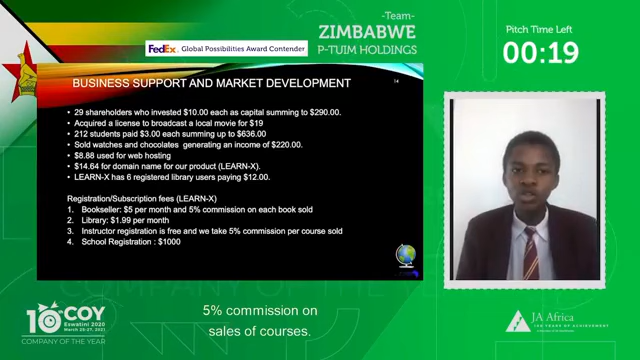 -Team-
ZIMBABWE
P-TUIM HOLDINGS
FedEx® Global Possibilities Award Contender
Pitch Time Left
00:19
BUSINESS SUPPORT AND MARKET DEVELOPMENT
14
- 29 shareholders who invested $10.00 each as capital summing to $290.00.
- Acquired a license to broadcast a local movie for $19
- 212 students paid $3.00 each summing up to $636.00
- Sold watches and chocolates generating an income of $220.00.
- $8.88 used for web hosting
- $14.64 for domain name for our product (LEARN-X).
- LEARN-X has 6 registered library users paying $12.00.
Registration/Subscription fees (LEARN-X)
1. Bookseller: $5 per month and 5% commission on each book sold
2. Library: $1.99 per month
3. Instructor registration is free and we take 5% commission per course sold
4. School Registration : $1000
5% commission on
sales of courses.
10 COY
Eswatini 2020
March 25-27, 2021
COMPANY OF THE YEAR
JA Africa
100 YEARS OF ACHIEVEMENT